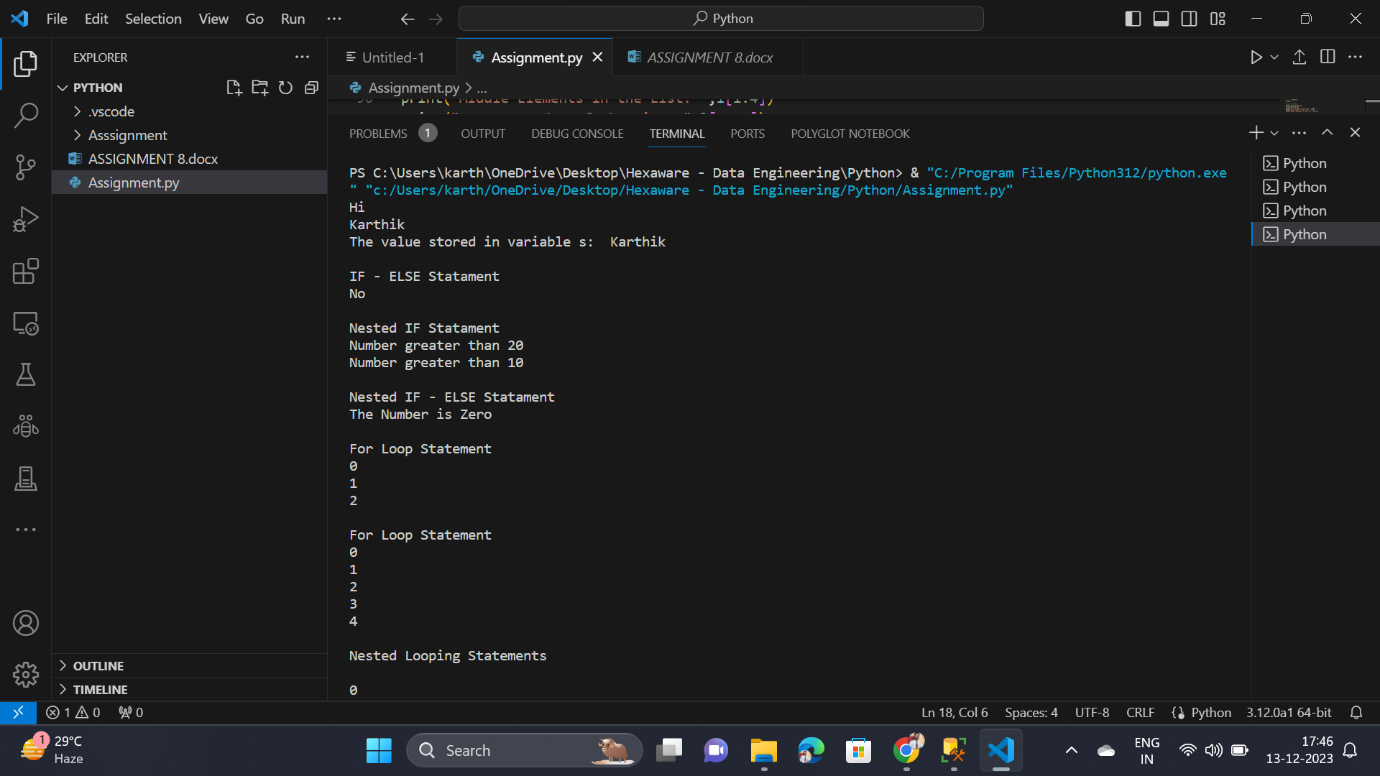 File Edit Selection View Go Run ··· Python
EXPLORER ···
PYTHON
.vscode
Asssignment
ASSIGNMENT 8.docx
Assignment.py
OUTLINE
TIMELINE
Untitled-1 Assignment.py ASSIGNMENT 8.docx
Assignment.py > ...
PROBLEMS 1 OUTPUT DEBUG CONSOLE TERMINAL PORTS POLYGLOT NOTEBOOK
PS C:\Users\karth\OneDrive\Desktop\Hexaware - Data Engineering\Python> & "C:/Program Files/Python312/python.exe
" "c:/Users/karth/OneDrive/Desktop/Hexaware - Data Engineering/Python/Assignment.py"
Hi
Karthik
The value stored in variable s:  Karthik
IF - ELSE Statament
No
Nested IF Statament
Number greater than 20
Number greater than 10
Nested IF - ELSE Statament
The Number is Zero
For Loop Statement
0
1
2
For Loop Statement
0
1
2
3
4
Nested Looping Statements
0
Python
Python
Python
Python
1 0 0 Ln 18, Col 6 Spaces: 4 UTF-8 CRLF Python 3.12.0a1 64-bit
1 29°C
Haze
Search
ENG
IN
17:46
13-12-2023